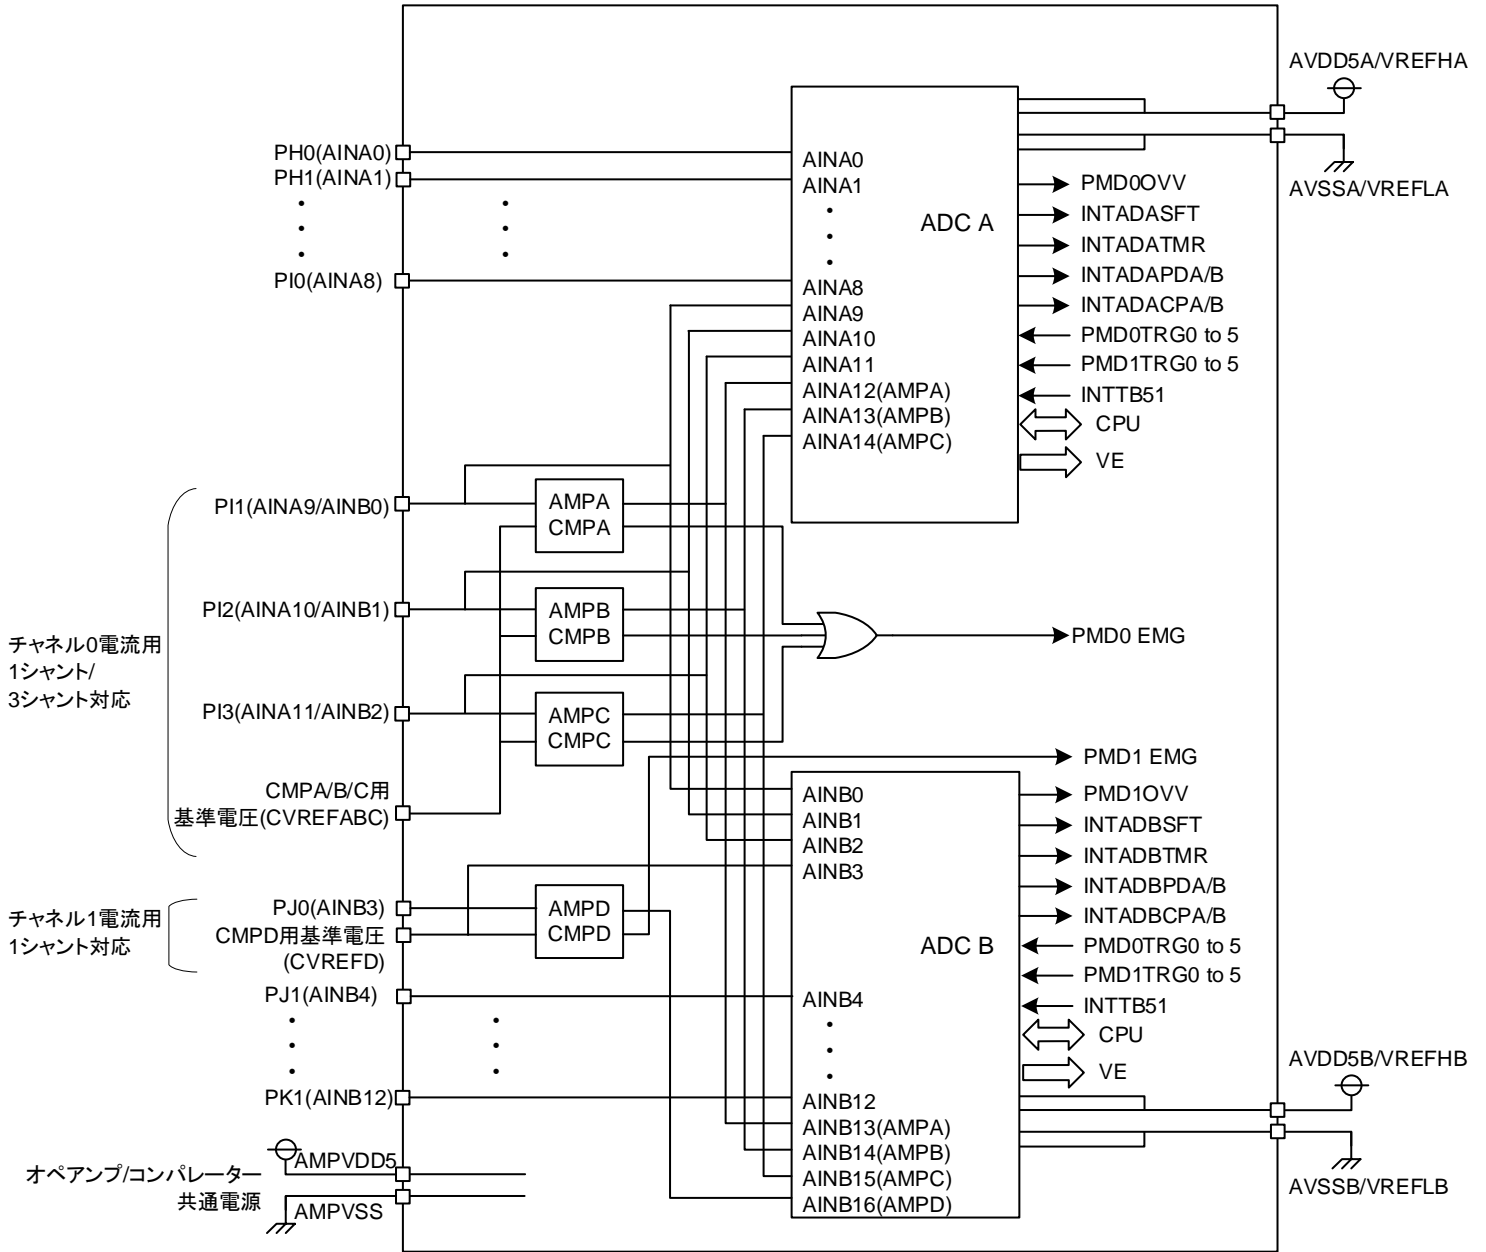 AVDD5A/VREFHA
AVSSA/VREFLA
PH0(AINA0)
PH1(AINA1)
PI0(AINA8)
AINA0
AINA1
AINA8
AINA9
AINA10
AINA11
AINA12(AMPA)
AINA13(AMPB)
AINA14(AMPC)
ADC A
PMD0OVV
INTADASFT
INTADATMR
INTADAPDA/B
INTADACPA/B
PMD0TRG0 to 5
PMD1TRG0 to 5
INTTB51
CPU
VE
チャネル0電流用
1シャント/
3シャント対応
PI1(AINA9/AINB0)
PI2(AINA10/AINB1)
PI3(AINA11/AINB2)
CMPA/B/C用
基準電圧(CVREFABC)
AMPA
CMPA
AMPB
CMPB
AMPC
CMPC
PMD0 EMG
PMD1 EMG
チャネル1電流用
1シャント対応
PJ0(AINB3)
CMPD用基準電圧
(CVREFD)
AMPD
CMPD
PJ1(AINB4)
PK1(AINB12)
AINB0
AINB1
AINB2
AINB3
AINB4
AINB12
AINB13(AMPA)
AINB14(AMPB)
AINB15(AMPC)
AINB16(AMPD)
ADC B
PMD1OVV
INTADBSFT
INTADBTMR
INTADBPDA/B
INTADBCPA/B
PMD0TRG0 to 5
PMD1TRG0 to 5
INTTB51
CPU
VE
AVDD5B/VREFHB
AVSSB/VREFLB
オペアンプ/コンパレーター
共通電源
AMPVDD5
AMPVSS